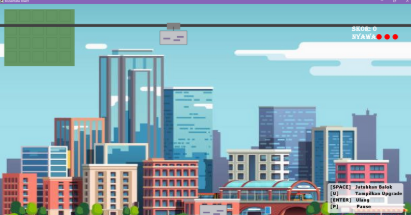 SKOR: 0
NYAWA:
[SPACE] Jatuhkan Balok
[U] Tampilkan Upgrade
[ENTER] Ulang
[P] Pause